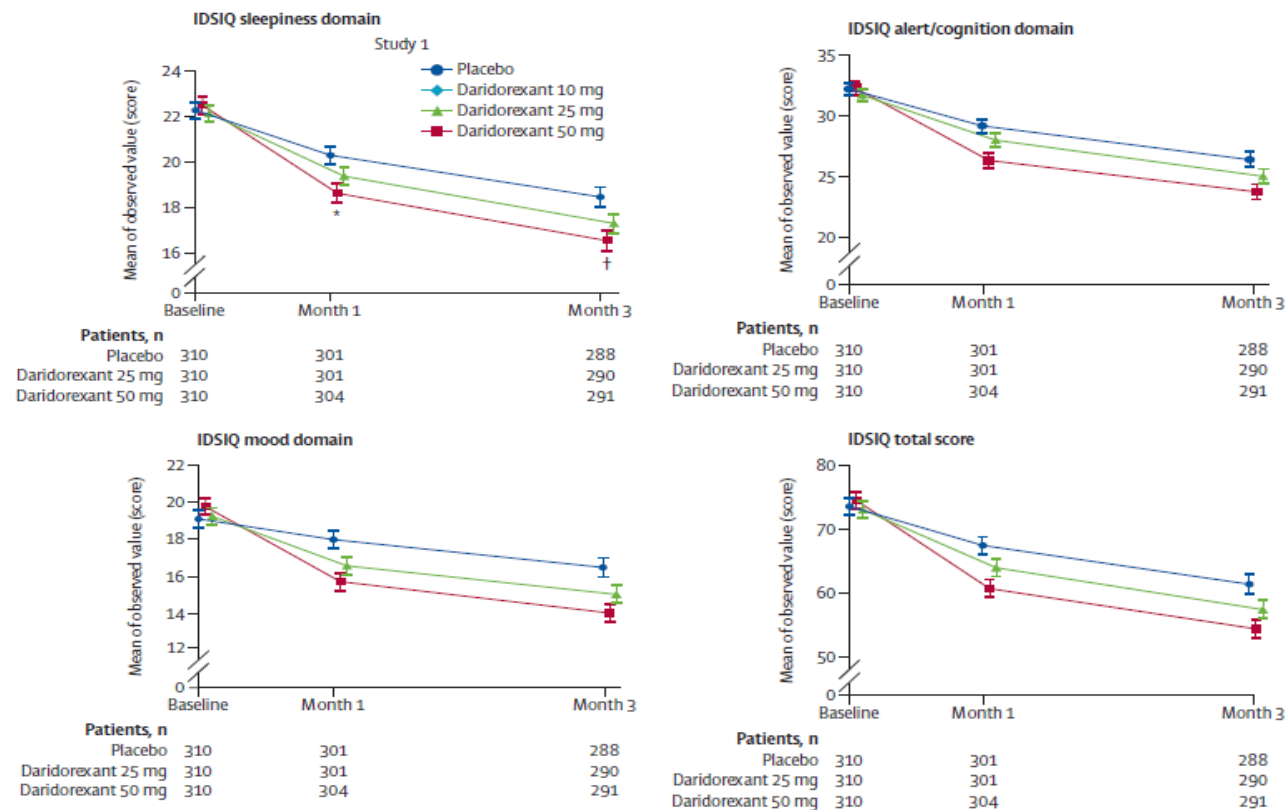 IDSIQ sleepiness domain
Study 1
Placebo
Daridorexant 10 mg
Daridorexant 25 mg
Daridorexant 50 mg
Mean of observed value (score)
24
22
20
18
16
0
*
†
Baseline Month 1 Month 3
Patients, n
Placebo 310 301 288
Daridorexant 25 mg 310 301 290
Daridorexant 50 mg 310 304 291
IDSIQ alert/cognition domain
Mean of observed value (score)
35
30
25
20
0
Baseline Month 1 Month 3
Patients, n
Placebo 310 301 288
Daridorexant 25 mg 310 301 290
Daridorexant 50 mg 310 304 291
IDSIQ mood domain
Mean of observed value (score)
22
20
18
16
14
12
0
Baseline Month 1 Month 3
Patients, n
Placebo 310 301 288
Daridorexant 25 mg 310 301 290
Daridorexant 50 mg 310 304 291
IDSIQ total score
Mean of observed value (score)
80
70
60
50
0
Baseline Month 1 Month 3
Patients, n
Placebo 310 301 288
Daridorexant 25 mg 310 301 290
Daridorexant 50 mg 310 304 291